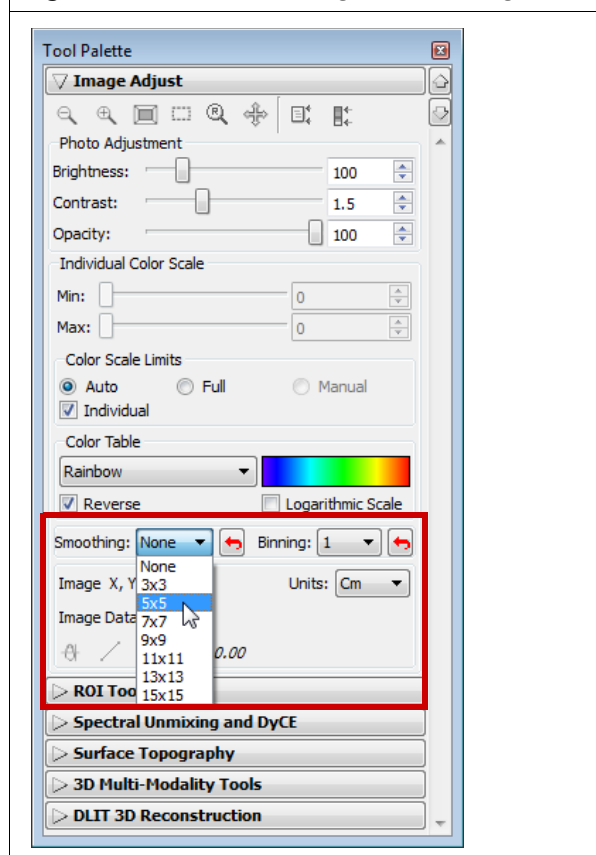 Tool Palette
Image Adjust
Photo Adjustment
Brightness: 100
Contrast: 1.5
Opacity: 100
Individual Color Scale
Min: 0
Max: 0
Color Scale Limits
Auto Full Manual
Individual
Color Table
Rainbow
Reverse Logarithmic Scale
Smoothing: None Binning: 1
None
Image X, Y 3x3 Units: Cm
5x5
Image Data 7x7
9x9
0.00
11x11
13x13
ROI Too 15x15
Spectral Unmixing and DyCE
Surface Topography
3D Multi-Modality Tools
DLIT 3D Reconstruction